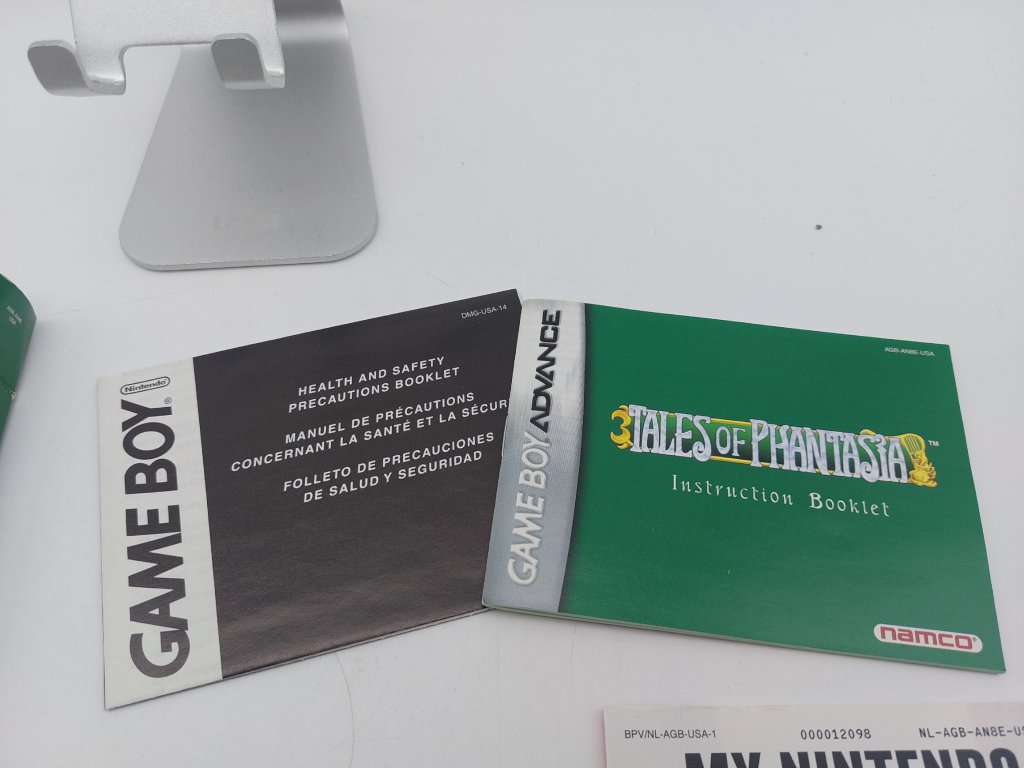 DMG-USA-14
Nintendo®
GAME BOY®
HEALTH AND SAFETY
PRECAUTIONS BOOKLET
MANUEL DE PRÉCAUTIONS
CONCERNANT LA SANTÉ ET LA SÉCUR
FOLLETO DE PRECAUCIONES
DE SALUD Y SEGURIDAD
GAME BOY ADVANCE
AGB-AN8E-USA
TALES OF PHANTASIA™
Instruction Booklet
namco®
BPV/NL-AGB-USA-1
000012098
NL-AGB-AN8E-US
MY NINTENDO